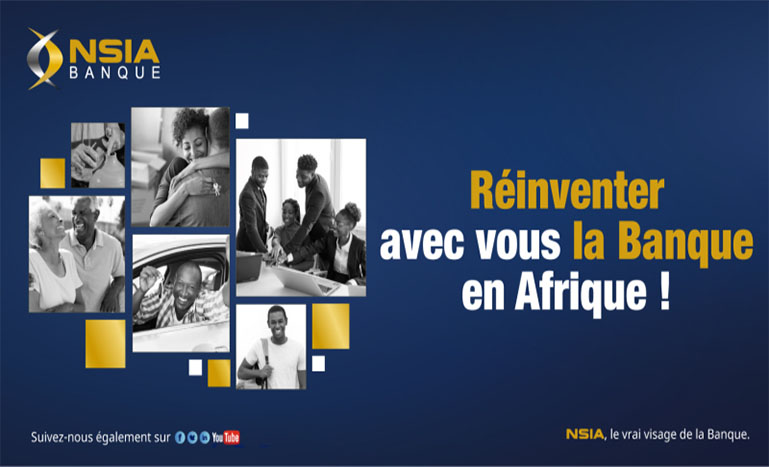 NSIA
BANQUE
Réinventer
avec vous la Banque
en Afrique !
Suivez-nous également sur YouTube
NSIA, le vrai visage de la Banque.